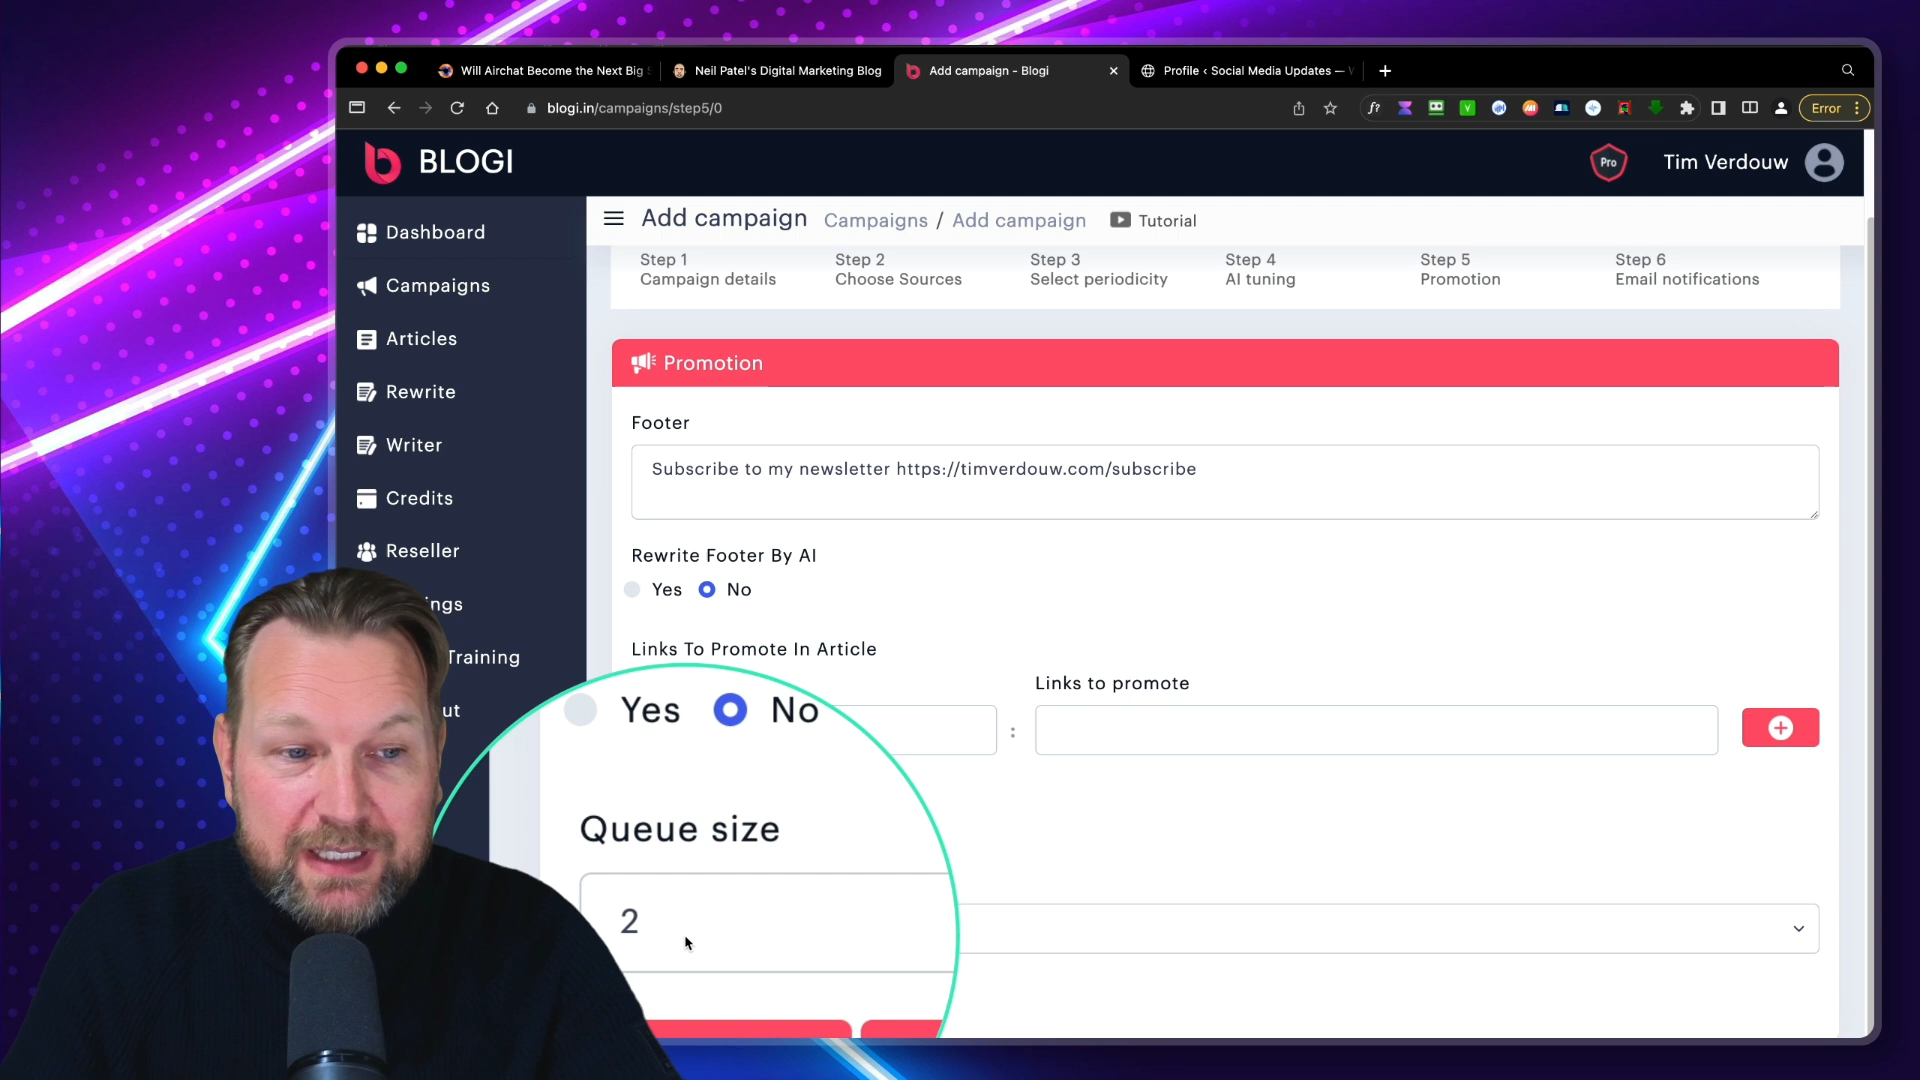 Will Airchat Become the Next Big
Neil Patel's Digital Marketing Blog
Add campaign - Blogi
Profile ‹ Social Media Updates —
blogi.in/campaigns/step5/0
f?
Error
BLOGI
Pro
Tim Verdouw
Dashboard
Campaigns
Articles
Rewrite
Writer
Credits
Reseller
ings
Training
ut
Add campaign
Campaigns / Add campaign
Tutorial
Step 1
Campaign details
Step 2
Choose Sources
Step 3
Select periodicity
Step 4
AI tuning
Step 5
Promotion
Step 6
Email notifications
Promotion
Footer
Subscribe to my newsletter https://timverdouw.com/subscribe
Rewrite Footer By AI
Yes No
Links To Promote In Article
Links to promote
:
Yes No
Queue size
2